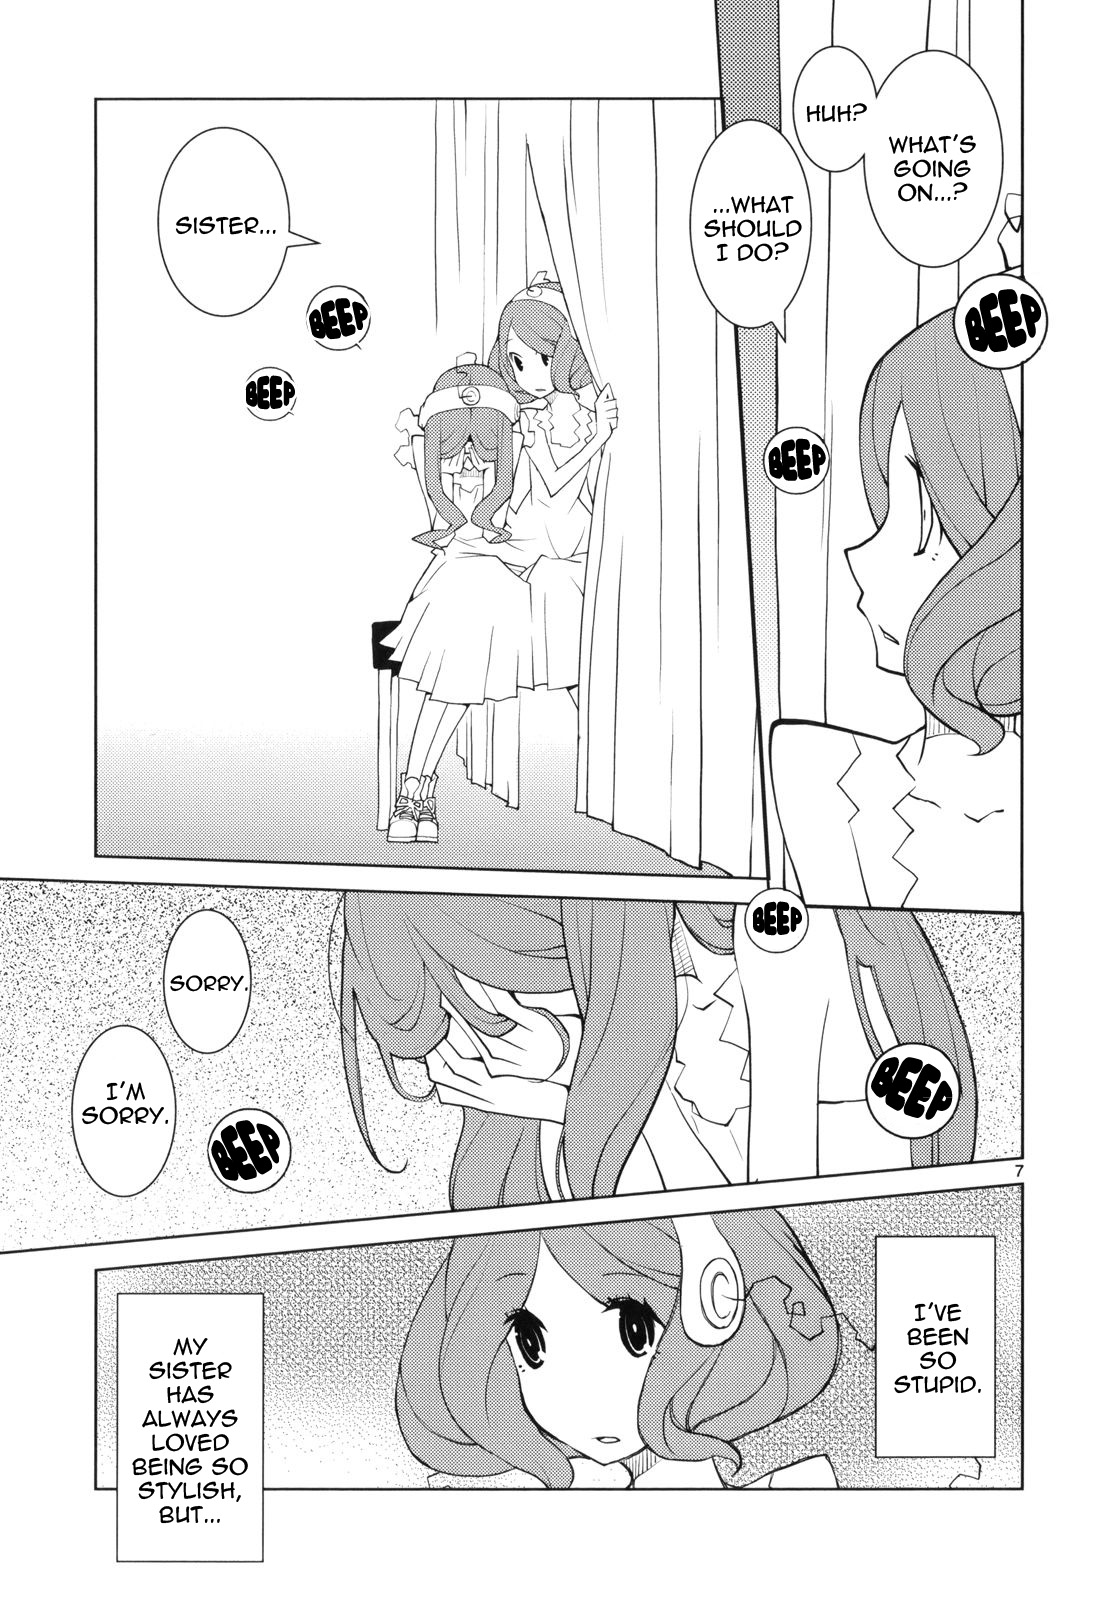 HUH?
WHAT'S
GOING
ON...?
BEEP
...WHAT
SHOULD
I DO?
BEEP
SISTER...
BEEP
BEEP
BEEP
SORRY.
I'M
SORRY.
BEEP
BEEP
7
I'VE
BEEN
SO
STUPID.
MY
SISTER
HAS
ALWAYS
LOVED
BEING SO
STYLISH,
BUT...